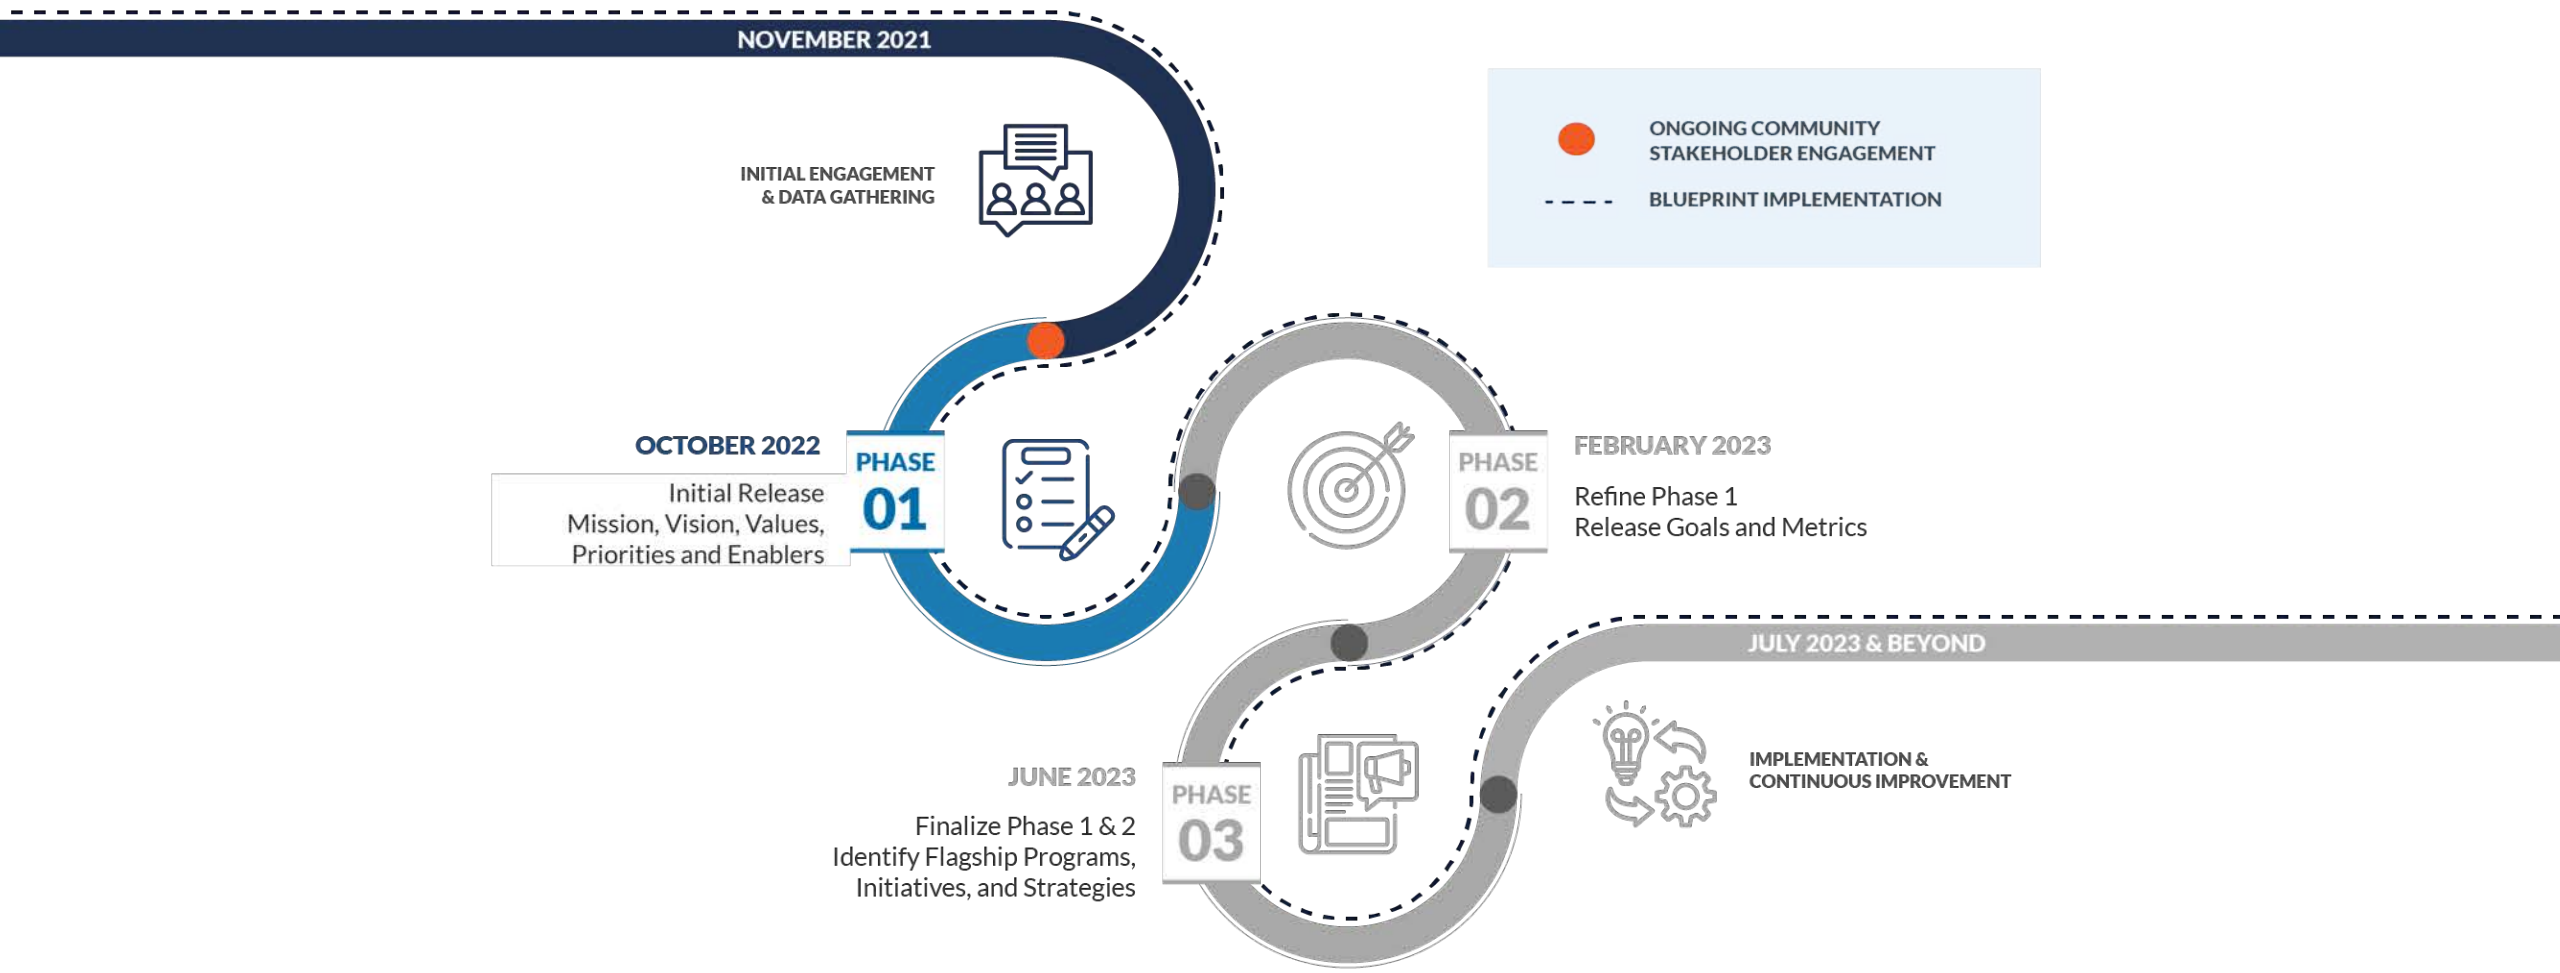 NOVEMBER 2021
INITIAL ENGAGEMENT
& DATA GATHERING
ONGOING COMMUNITY
STAKEHOLDER ENGAGEMENT
BLUEPRINT IMPLEMENTATION
OCTOBER 2022
Initial Release
Mission, Vision, Values,
Priorities and Enablers
PHASE
01
PHASE
02
FEBRUARY 2023
Refine Phase 1
Release Goals and Metrics
JUNE 2023
Finalize Phase 1 & 2
Identify Flagship Programs,
Initiatives, and Strategies
PHASE
03
JULY 2023 & BEYOND
IMPLEMENTATION &
CONTINUOUS IMPROVEMENT